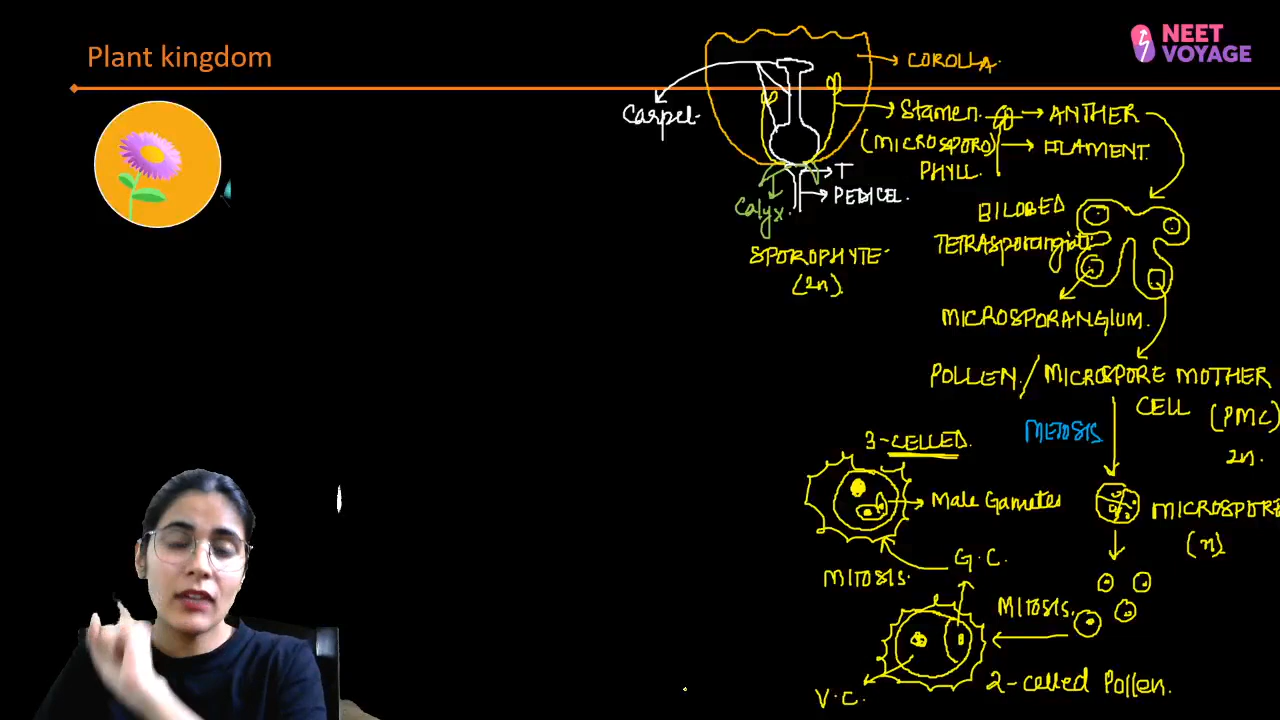 Plant kingdom
NEET
VOYAGE
COROLLA.
Carpel.
Stamen
(MICROSPORO)
PHYLL.
ANTHER
FILAMENT.
T
PEDICEL.
Calyx.
SPOROPHYTE
(2n).
BILOBED
TETRASporangiate
MICROSPORANGIUM.
POLLEN / MICROSPORE MOTHER
CELL (PMC)
2n.
MEIOSIS
MICROSPORE
(n)
3-CELLED.
Male Gametes
G.C.
MITOSIS.
MITOSIS.
2-celled Pollen.
V.C.